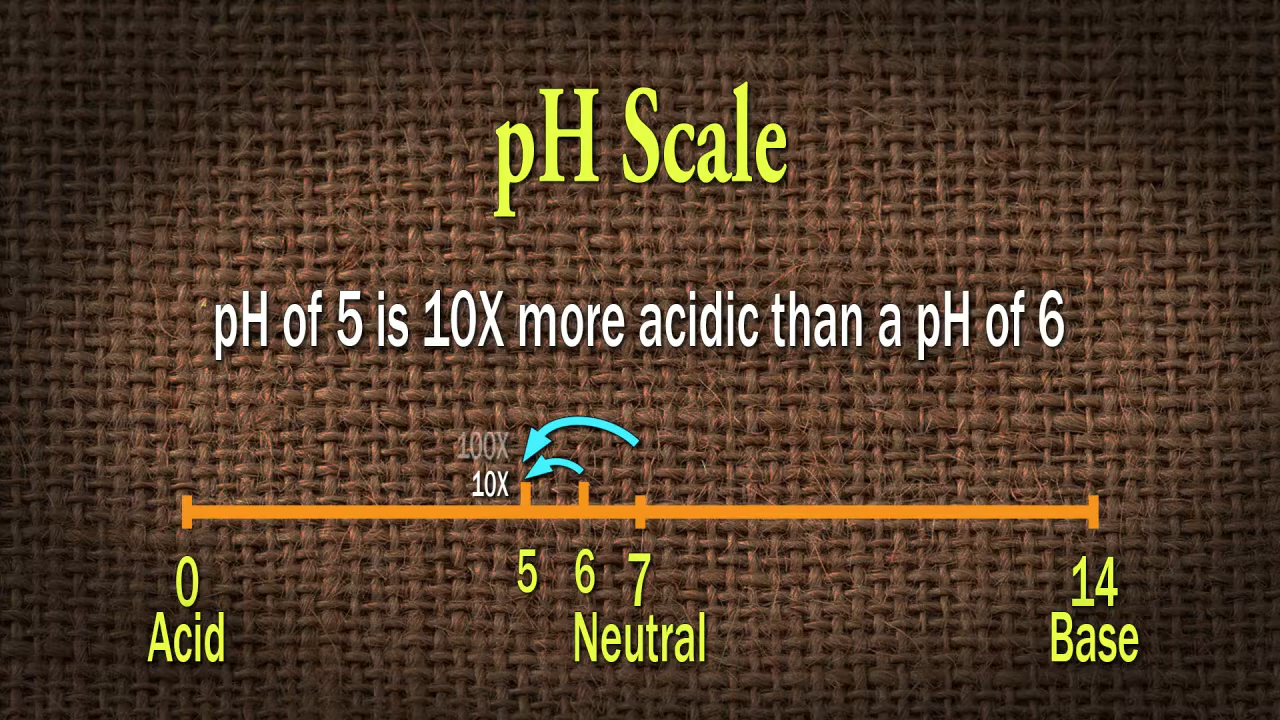 pH Scale
pH of 5 is 10X more acidic than a pH of 6
100X
10X
0 5 6 7 14
Acid Neutral Base